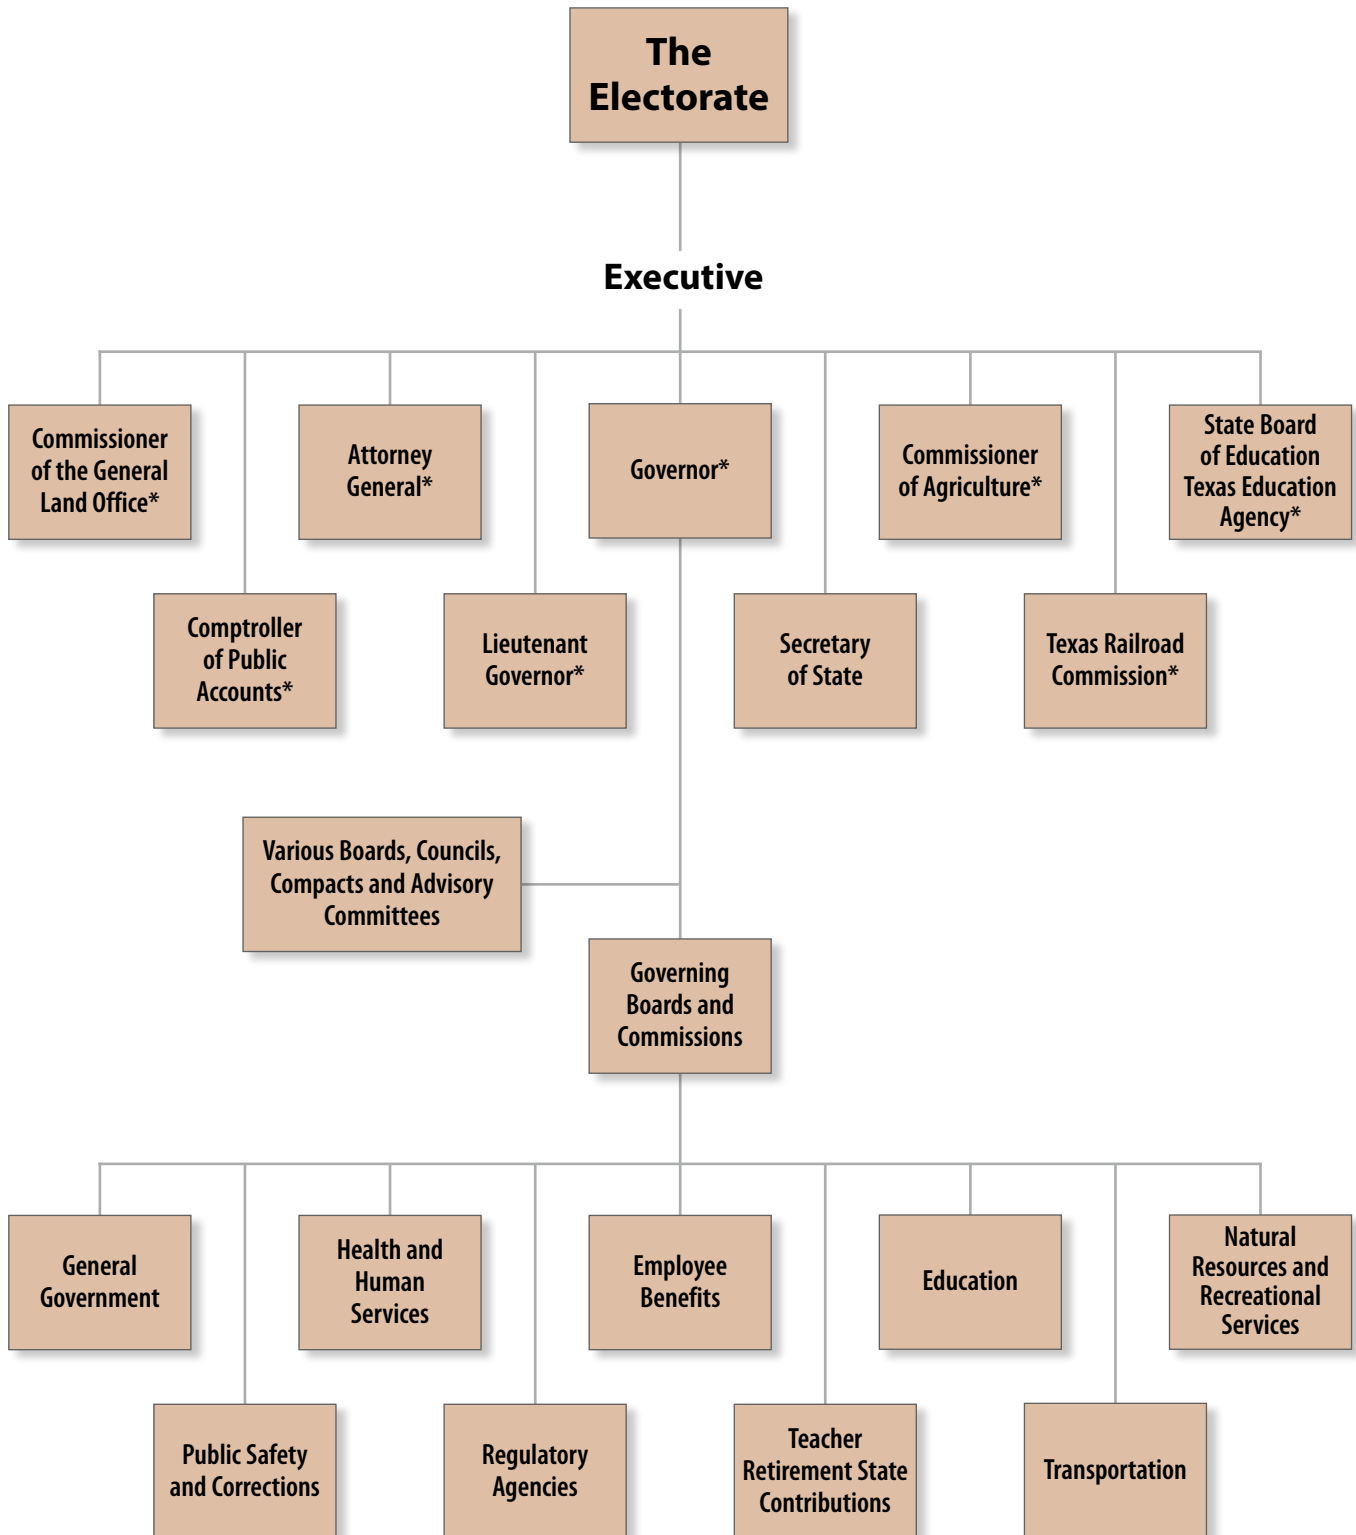 The
Electorate
Executive
Commissioner
of the General
Land Office*
Attorney
General*
Governor*
Commissioner
of Agriculture*
State Board
of Education
Texas Education
Agency*
Comptroller
of Public
Accounts*
Lieutenant
Governor*
Secretary
of State
Texas Railroad
Commission*
Various Boards, Councils,
Compacts and Advisory
Committees
Governing
Boards and
Commissions
General
Government
Health and
Human
Services
Employee
Benefits
Education
Natural
Resources and
Recreational
Services
Public Safety
and Corrections
Regulatory
Agencies
Teacher
Retirement State
Contributions
Transportation